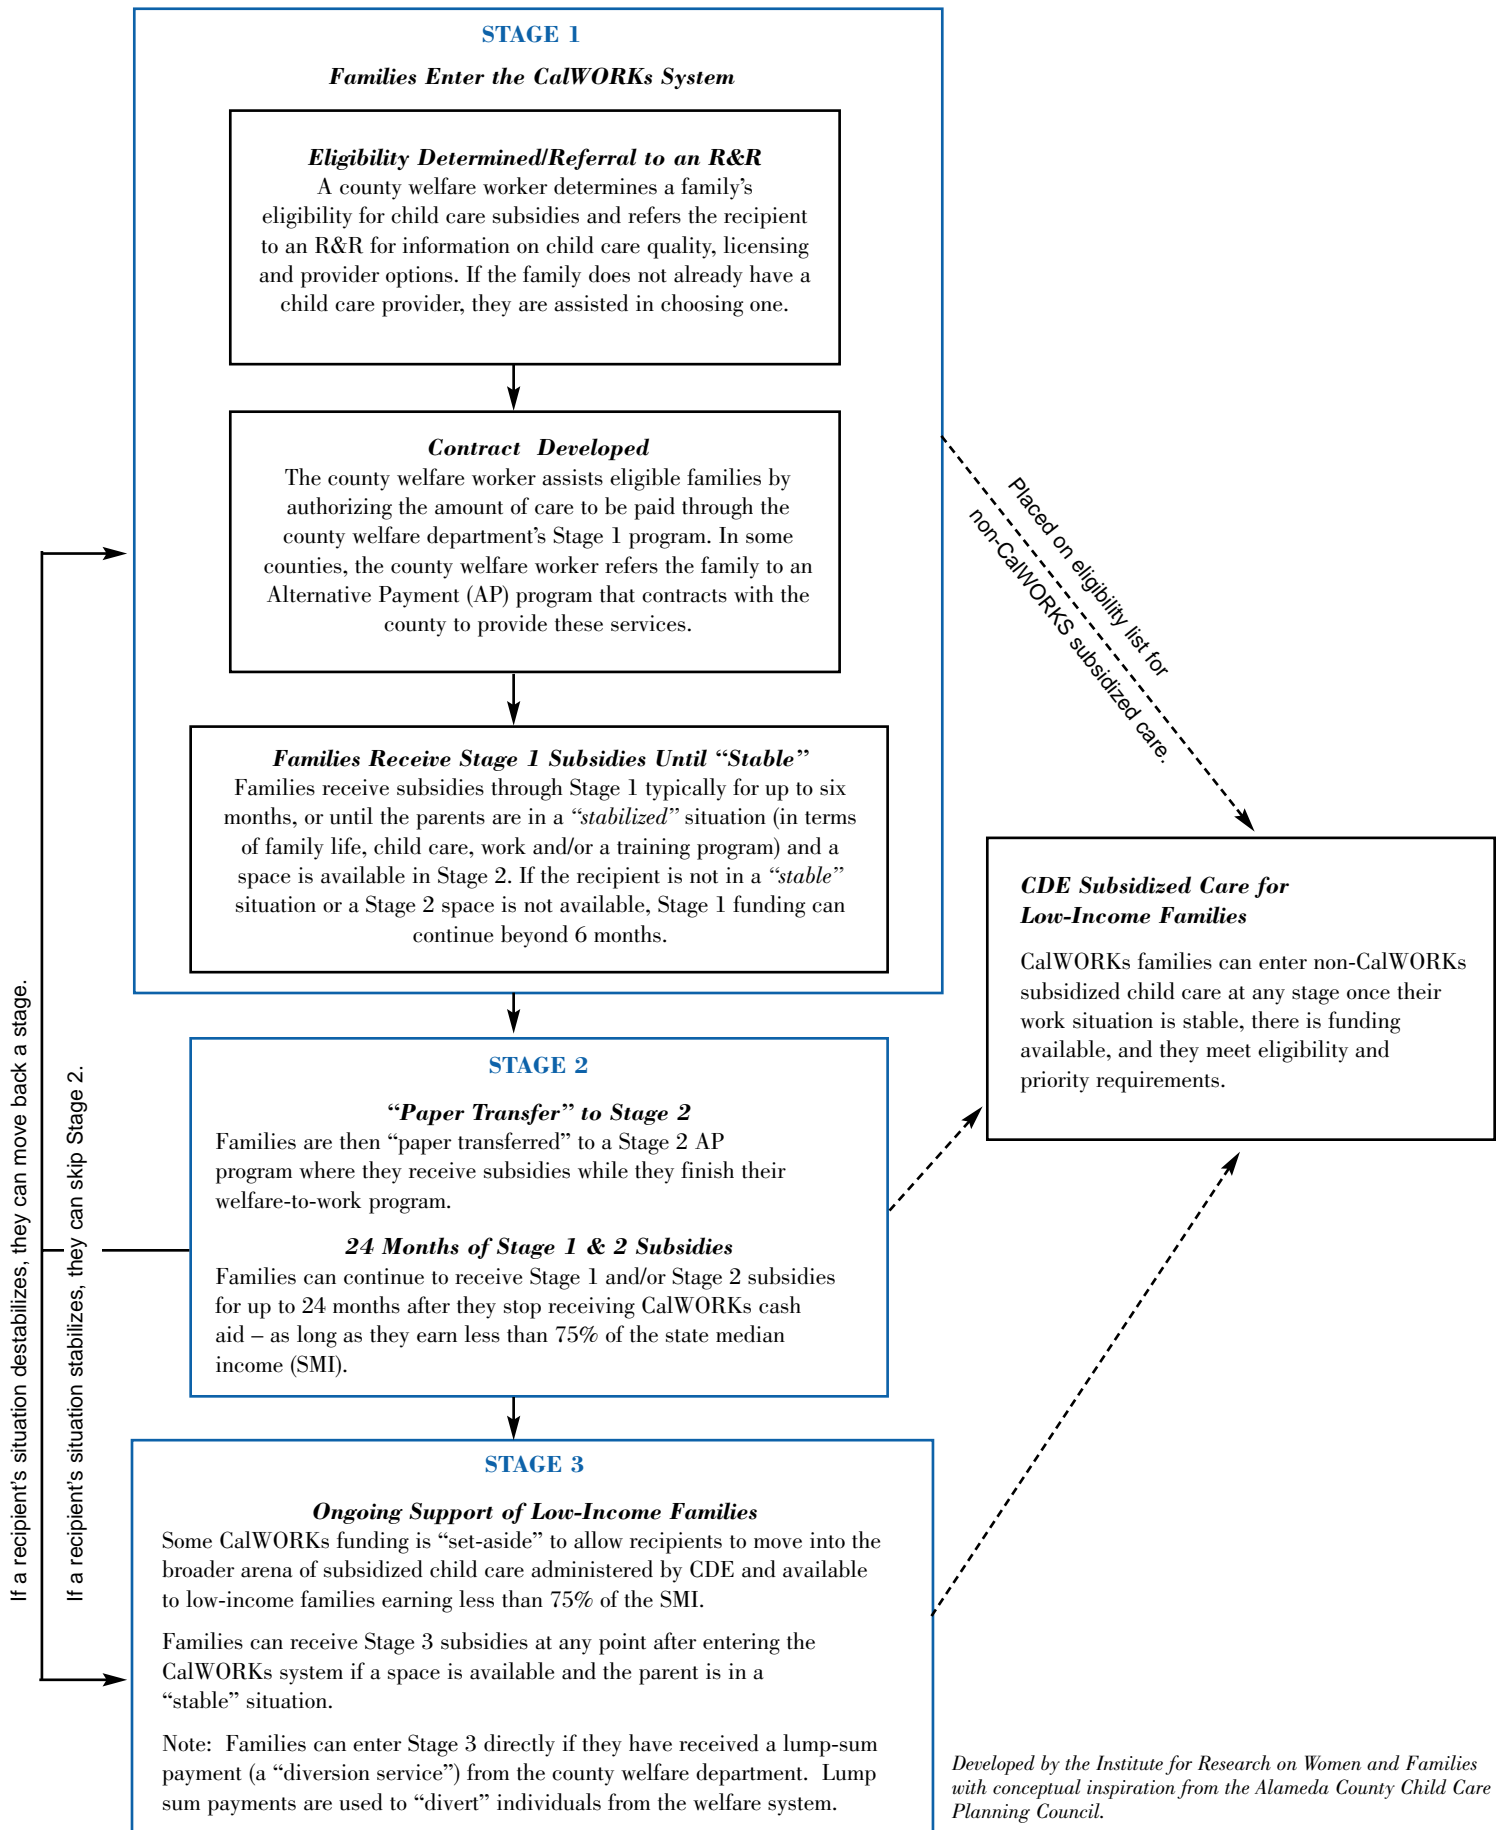 STAGE 1
Families Enter the CalWORKs System
Eligibility Determined/Referral to an R&R
A county welfare worker determines a family's
eligibility for child care subsidies and refers the recipient
to an R&R for information on child care quality, licensing
and provider options. If the family does not already have a
child care provider, they are assisted in choosing one.
Contract Developed
The county welfare worker assists eligible families by
authorizing the amount of care to be paid through the
county welfare department's Stage 1 program. In some
counties, the county welfare worker refers the family to an
Alternative Payment (AP) program that contracts with the
county to provide these services.
Families Receive Stage 1 Subsidies Until “Stable”
Families receive subsidies through Stage 1 typically for up to six
months, or until the parents are in a “stabilized” situation (in terms
of family life, child care, work and/or a training program) and a
space is available in Stage 2. If the recipient is not in a “stable”
situation or a Stage 2 space is not available, Stage 1 funding can
continue beyond 6 months.
Placed on eligibility list for
non-CalWORKS subsidized care.
CDE Subsidized Care for
Low-Income Families
CalWORKs families can enter non-CalWORKs
subsidized child care at any stage once their
work situation is stable, there is funding
available, and they meet eligibility and
priority requirements.
If a recipient's situation destabilizes, they can move back a stage.
If a recipient's situation stabilizes, they can skip Stage 2.
STAGE 2
“Paper Transfer” to Stage 2
Families are then “paper transferred” to a Stage 2 AP
program where they receive subsidies while they finish their
welfare-to-work program.
24 Months of Stage 1 & 2 Subsidies
Families can continue to receive Stage 1 and/or Stage 2 subsidies
for up to 24 months after they stop receiving CalWORKs cash
aid – as long as they earn less than 75% of the state median
income (SMI).
STAGE 3
Ongoing Support of Low-Income Families
Some CalWORKs funding is “set-aside” to allow recipients to move into the
broader arena of subsidized child care administered by CDE and available
to low-income families earning less than 75% of the SMI.
Families can receive Stage 3 subsidies at any point after entering the
CalWORKs system if a space is available and the parent is in a
“stable” situation.
Note: Families can enter Stage 3 directly if they have received a lump-sum
payment (a “diversion service”) from the county welfare department. Lump
sum payments are used to “divert” individuals from the welfare system.
Developed by the Institute for Research on Women and Families
with conceptual inspiration from the Alameda County Child Care
Planning Council.